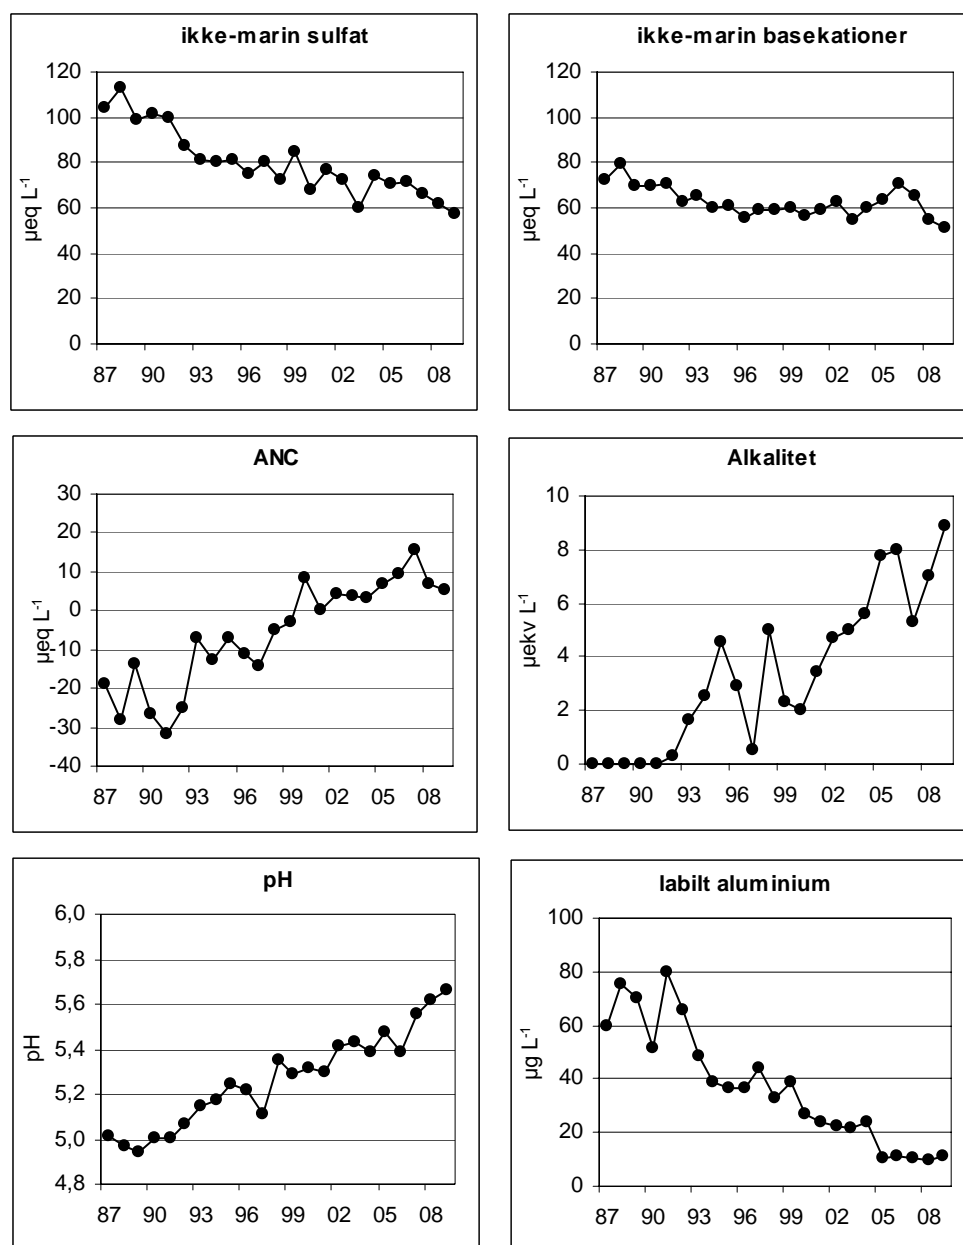 ikke-marin sulfat
120
100
80
60
40
20
0
µeq L⁻¹
87 90 93 96 99 02 05 08
ikke-marin basekationer
120
100
80
60
40
20
0
µeq L⁻¹
87 90 93 96 99 02 05 08
ANC
30
20
10
0
-10
-20
-30
-40
µeq L⁻¹
87 90 93 96 99 02 05 08
Alkalitet
10
8
6
4
2
0
µekv L⁻¹
87 90 93 96 99 02 05 08
pH
6,0
5,8
5,6
5,4
5,2
5,0
4,8
pH
87 90 93 96 99 02 05 08
labilt aluminium
100
80
60
40
20
0
µg L⁻¹
87 90 93 96 99 02 05 08